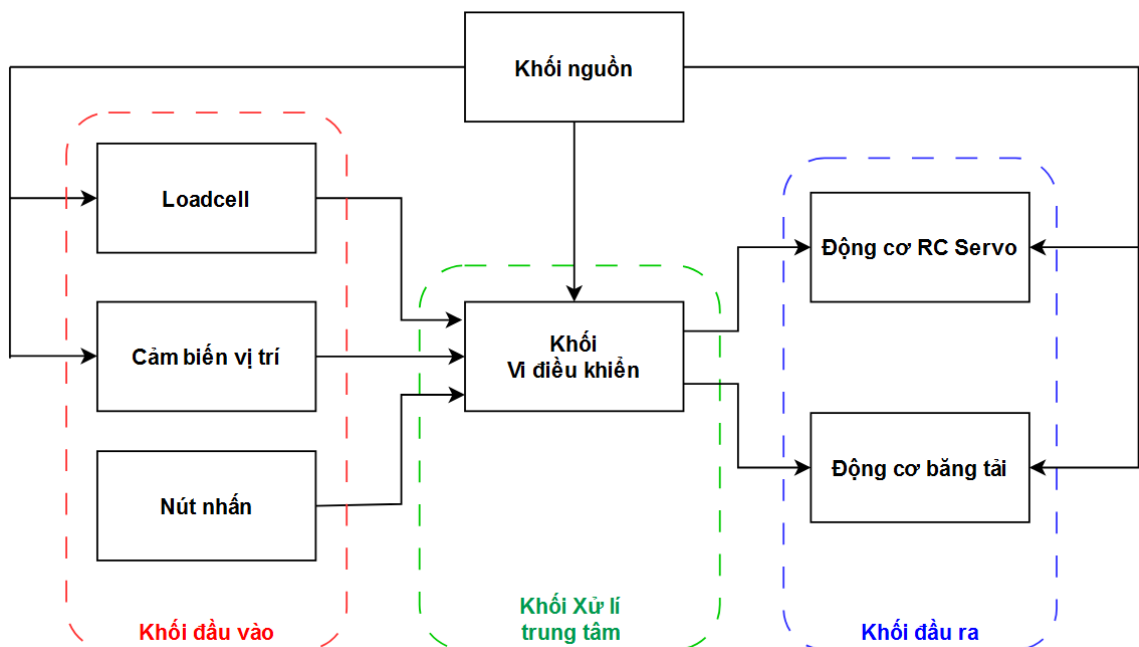 Khối nguồn
Loadcell
Cảm biến vị trí
Nút nhấn
Khối đầu vào
Khối
Vi điều khiển
Khối Xử lí
trung tâm
Động cơ RC Servo
Động cơ băng tải
Khối đầu ra